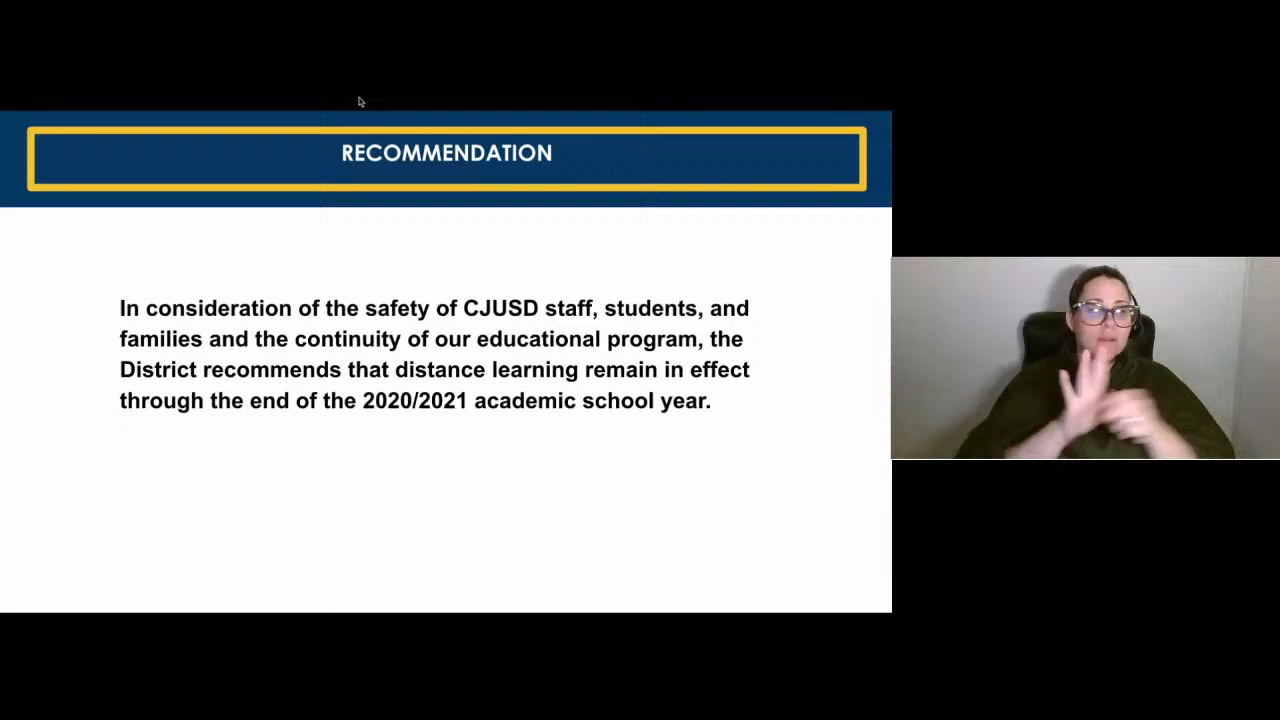 RECOMMENDATION
In consideration of the safety of CJUSD staff, students, and
families and the continuity of our educational program, the
District recommends that distance learning remain in effect
through the end of the 2020/2021 academic school year.